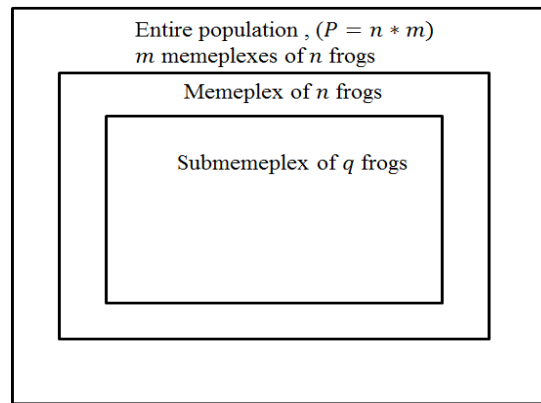 Entire population , (P = n * m)
m memeplexes of n frogs
Memeplex of n frogs
Submemeplex of q frogs